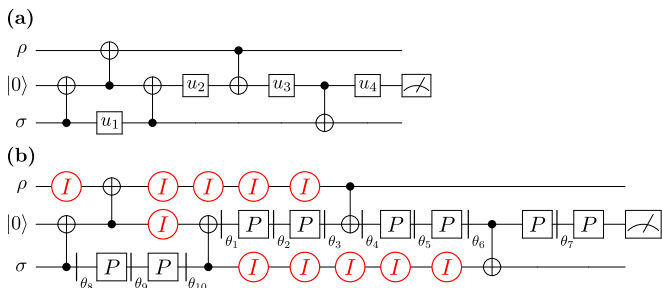 (a)
ρ
|0⟩ u₂ u₃ u₄
σ u₁
(b)
ρ I I I I I
|0⟩ I θ₁ P θ₂ P θ₃ θ₄ P θ₅ P θ₆ P θ₇ P
σ θ₈ P θ₉ P θ₁₀ I I I I I